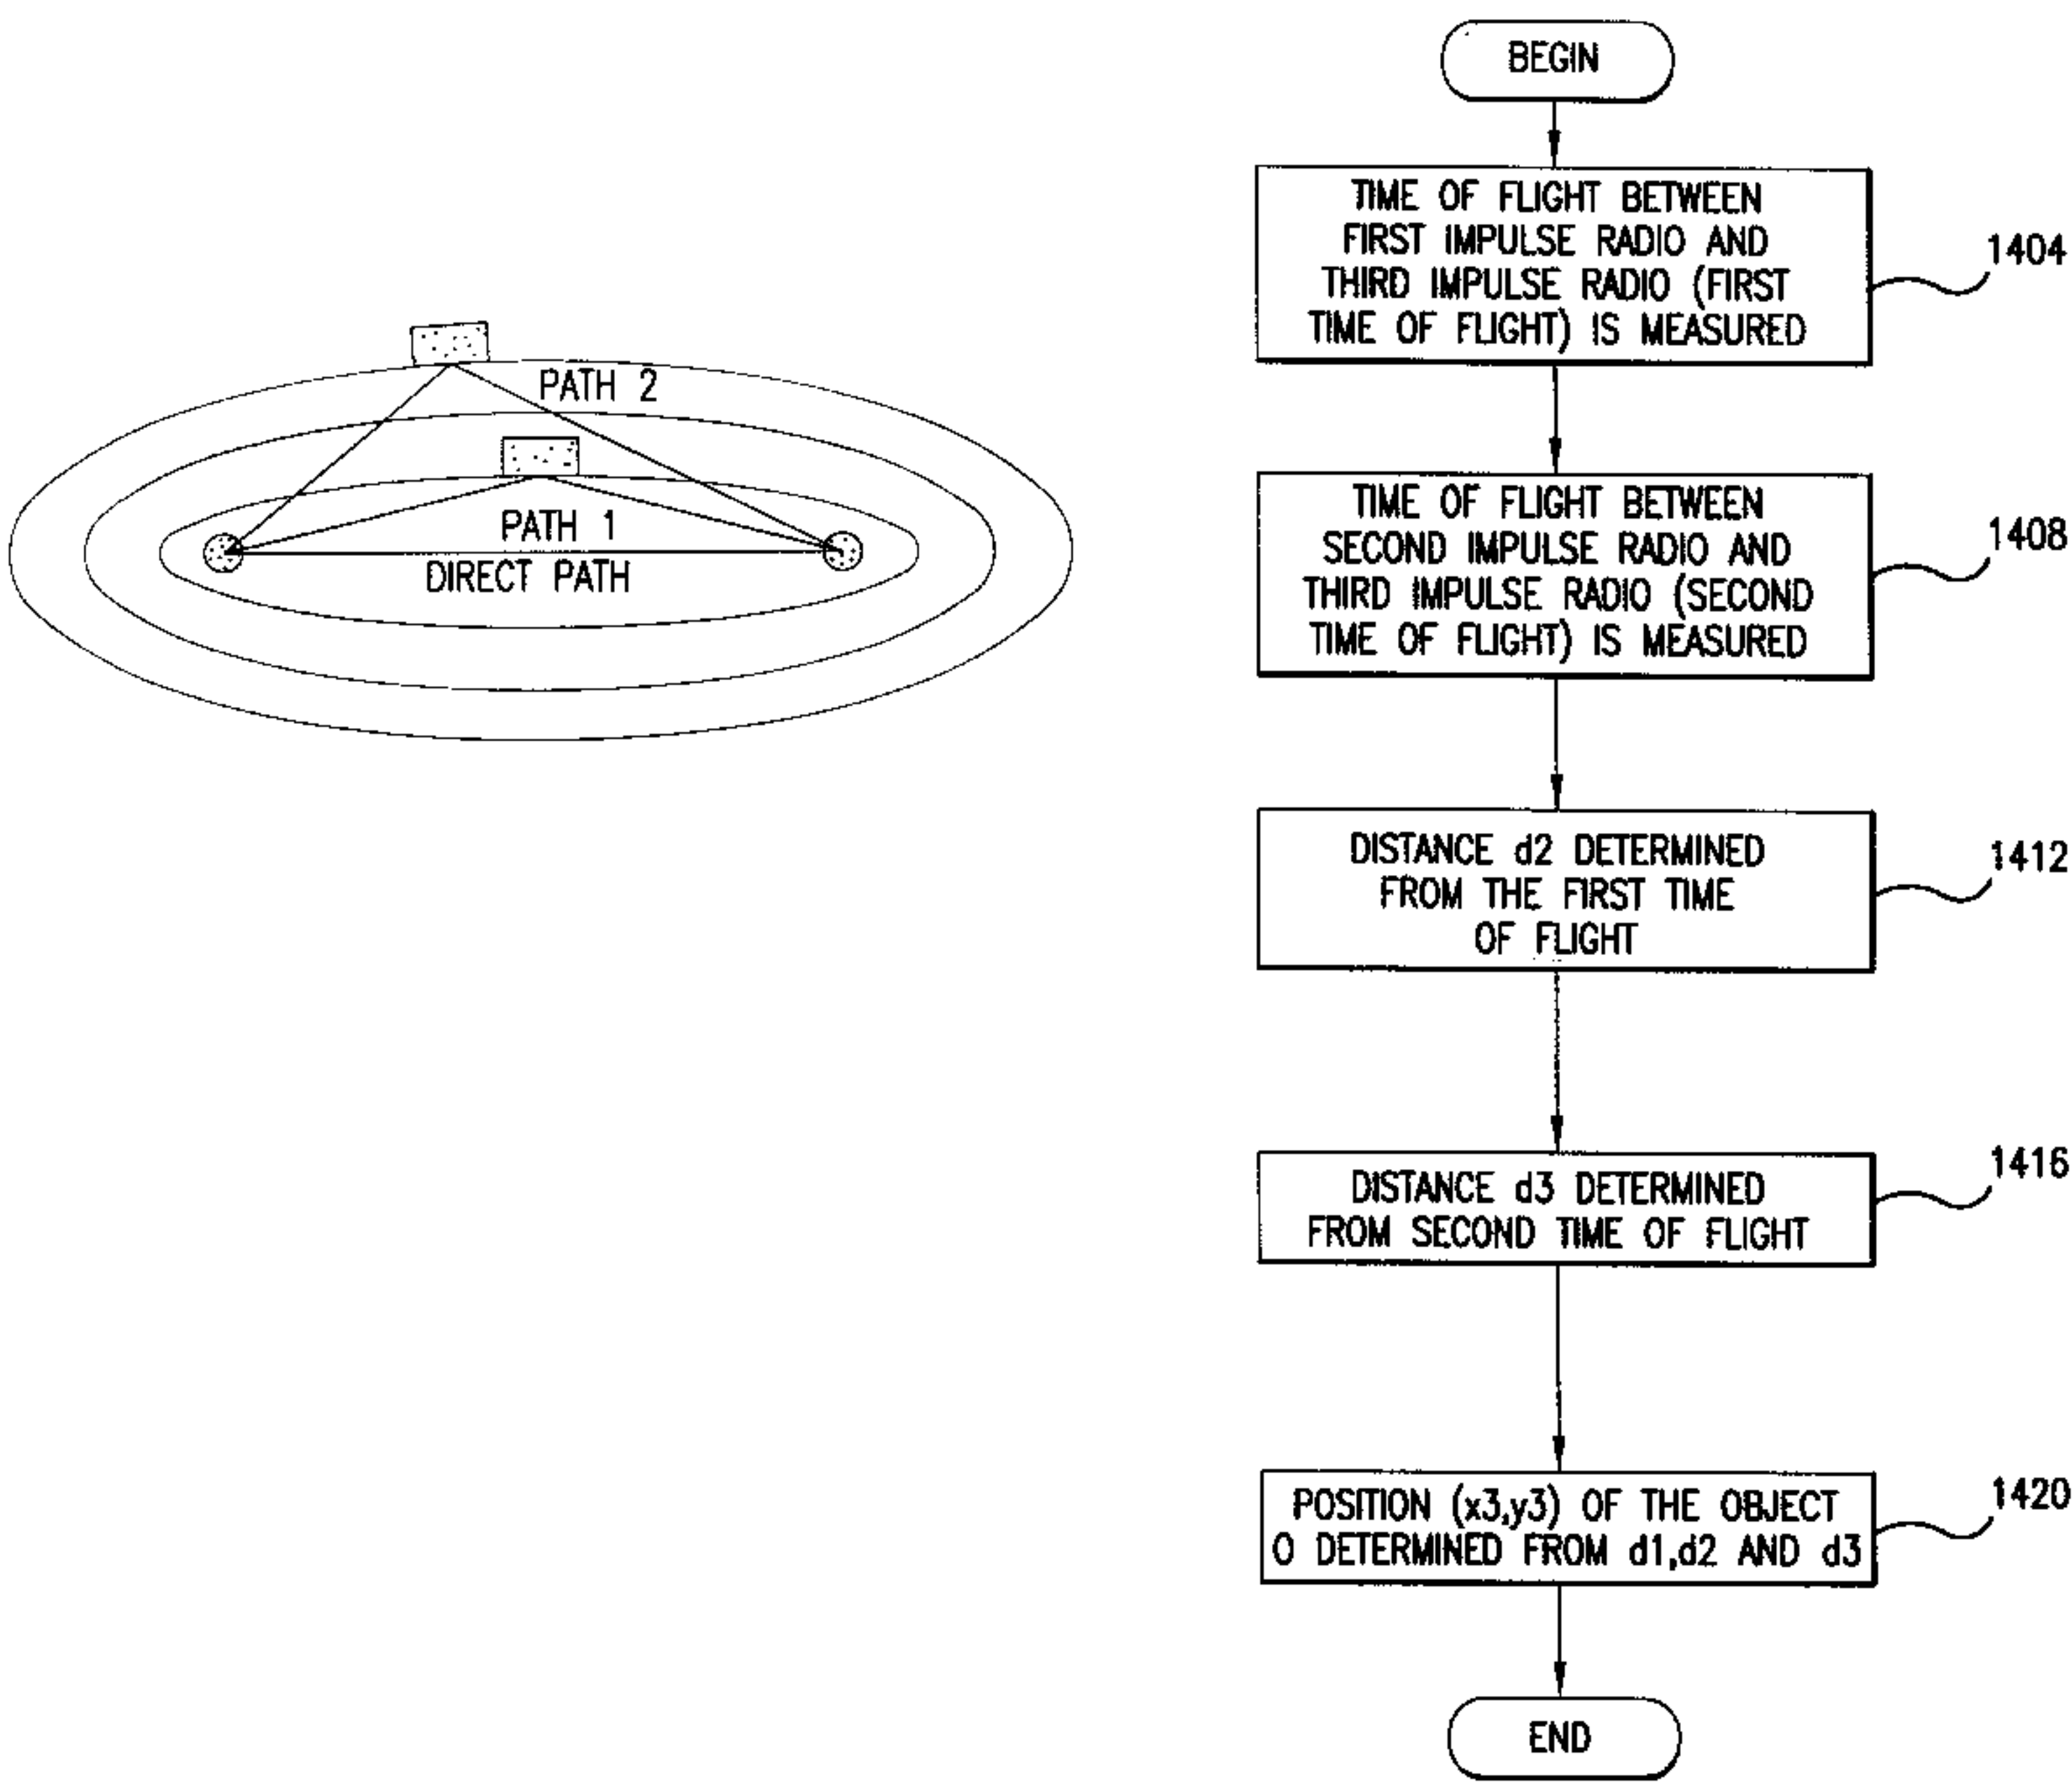 PATH 2
PATH 1
DIRECT PATH
BEGIN
TIME OF FLIGHT BETWEEN
FIRST IMPULSE RADIO AND
THIRD IMPULSE RADIO (FIRST
TIME OF FLIGHT) IS MEASURED
1404
TIME OF FLIGHT BETWEEN
SECOND IMPULSE RADIO AND
THIRD IMPULSE RADIO (SECOND
TIME OF FLIGHT) IS MEASURED
1408
DISTANCE d2 DETERMINED
FROM THE FIRST TIME
OF FLIGHT
1412
DISTANCE d3 DETERMINED
FROM SECOND TIME OF FLIGHT
1416
POSITION (x3,y3) OF THE OBJECT
O DETERMINED FROM d1,d2 AND d3
1420
END